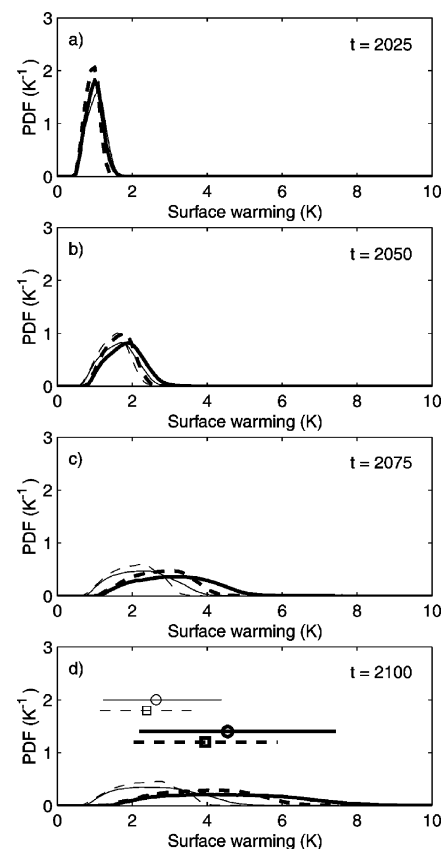 a)
t = 2025
PDF (K⁻¹)
3
2
1
0
0 2 4 6 8 10
Surface warming (K)
b)
t = 2050
PDF (K⁻¹)
3
2
1
0
0 2 4 6 8 10
Surface warming (K)
c)
t = 2075
PDF (K⁻¹)
3
2
1
0
0 2 4 6 8 10
Surface warming (K)
d)
t = 2100
PDF (K⁻¹)
3
2
1
0
0 2 4 6 8 10
Surface warming (K)